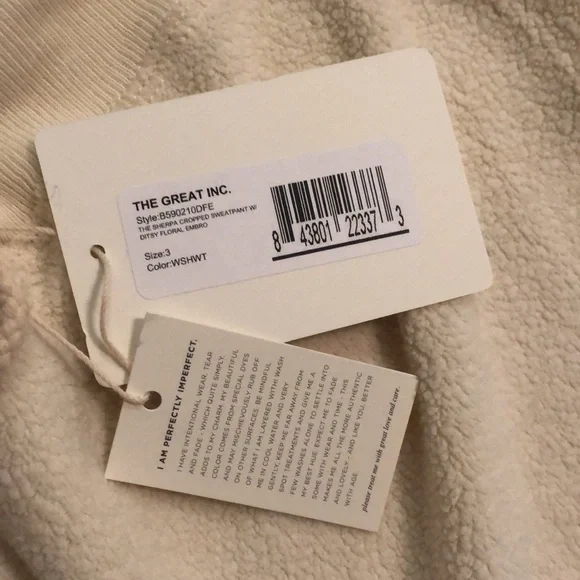 THE GREAT INC.
Style:B590210DFE
THE SHERPA CROPPED SWEATPANT W/
DITSY FLORAL EMBRO
Size:3
Color:WSHWT
8 43801 22337 3
I AM PERFECTLY IMPERFECT.
I HAVE INTENTIONAL WEAR, TEAR
AND FADE - WHICH QUITE SIMPLY,
ADDS TO MY CHARM. MY BEAUTIFUL
COLOR COMES FROM SPECIAL DYES
AND MAY MISCHIEVOUSLY RUB OFF
ON OTHER SURFACES. BE MINDFUL
OF WHAT I AM LAYERED WITH! WASH
ME IN COOL WATER AND VERY
GENTLY, KEEP ME FAR AWAY FROM
SPOT TREATMENTS AND GIVE ME A
FEW WASHES ALONE TO SETTLE INTO
MY BEST HUE. EXPECT ME TO FADE
SOME WITH WEAR AND TIME - THIS
MAKES ME ALL THE MORE AUTHENTIC
AND LOVELY - AND LIKE YOU, BETTER
WITH AGE.
please treat me with great love and care.